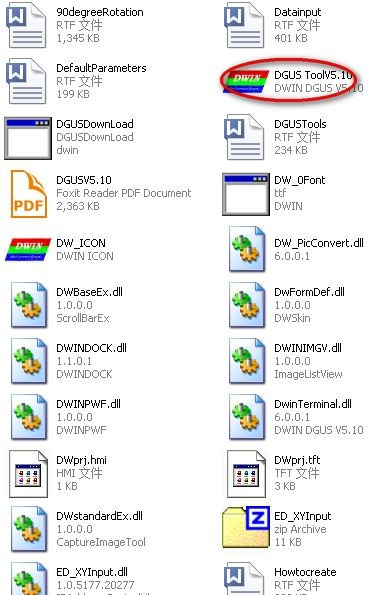 90degreeRotation
RTF 文件
1,345 KB
Datainput
RTF 文件
401 KB
DefaultParameters
RTF 文件
199 KB
DWIN
DGUS ToolV5.10
DWIN DGUS V5.10
DGUSDownLoad
dwin
DGUSTools
RTF 文件
234 KB
PDF
DGUSV5.10
Foxit Reader PDF Document
2,363 KB
DW_0Font
ttf
DWIN
DWIN
DW_ICON
DWIN ICON
DW_PicConvert.dll
6.0.0.1
DWBaseEx.dll
1.0.0.0
ScrollBarEx
DwFormDef.dll
1.0.0.0
DWSkin
DWINDOCK.dll
1.1.0.1
DWINDOCK
DWINIMGV.dll
1.0.0.0
ImageListView
DWINPWF.dll
1.0.0.0
DWINPWF
DwinTerminal.dll
6.0.0.1
DWIN DGUS V5.10
DWprj.hmi
HMI 文件
1 KB
DWprj.tft
TFT 文件
3 KB
DWstandardEx.dll
1.0.0.0
CaptureImageTool
ED_XYInput
zip Archive
11 KB
ED_XYInput.dll
1.0.5177.20277
Howtocreate
RTF 文件